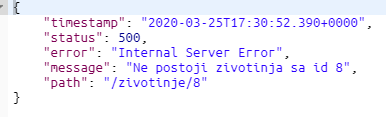 {
"timestamp": "2020-03-25T17:30:52.390+0000",
"status": 500,
"error": "Internal Server Error",
"message": "Ne postoji zivotinja sa id 8",
"path": "/zivotinje/8"
}